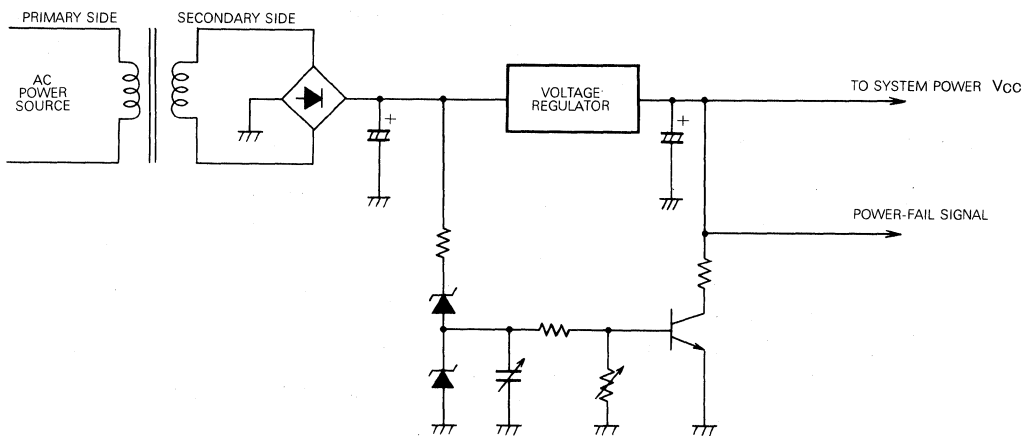 PRIMARY SIDE
SECONDARY SIDE
AC
POWER
SOURCE
VOLTAGE
REGULATOR
TO SYSTEM POWER VCC
POWER-FAIL SIGNAL
+
+